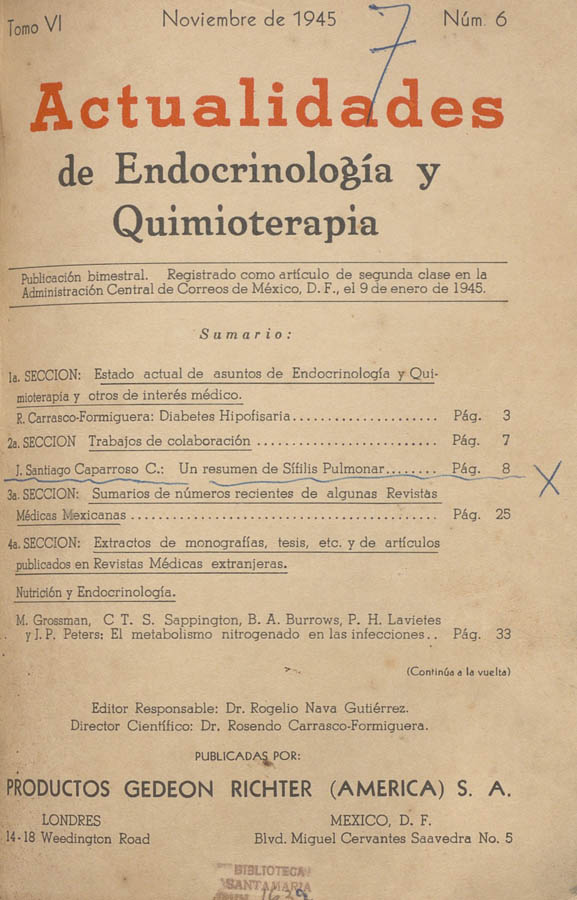 Tomo VI Noviembre de 1945 Núm. 6
7
Actualidades
de Endocrinología y
Quimioterapia
Publicación bimestral. Registrado como artículo de segunda clase en la
Administración Central de Correos de México, D. F., el 9 de enero de 1945.
Sumario:
1a. SECCION: Estado actual de asuntos de Endocrinología y Qui-
mioterapia y otros de interés médico.
R. Carrasco-Formiguera: Diabetes Hipofisaria...................... Pág. 3
2a. SECCION Trabajos de colaboración ............................ Pág. 7
J. Santiago Caparroso C.: Un resumen de Sífilis Pulmonar........ Pág. 8
X
3a. SECCION: Sumarios de números recientes de algunas Revistas
Médicas Mexicanas ............................................... Pág. 25
4a. SECCION: Extractos de monografías, tesis, etc. y de artículos
publicados en Revistas Médicas extranjeras.
Nutrición y Endocrinología.
M. Grossman, C T. S. Sappington, B. A. Burrows, P. H. Lavietes
y J. P. Peters: El metabolismo nitrogenado en las infecciones.. Pág. 33
(Continúa a la vuelta)
Editor Responsable: Dr. Rogelio Nava Gutiérrez.
Director Científico: Dr. Rosendo Carrasco-Formiguera.
PUBLICADAS POR:
PRODUCTOS GEDEON RICHTER (AMERICA) S. A.
LONDRES MEXICO, D. F.
14-18 Weedington Road Blvd. Miguel Cervantes Saavedra No. 5
BIBLIOTECA
SANTAMARIA